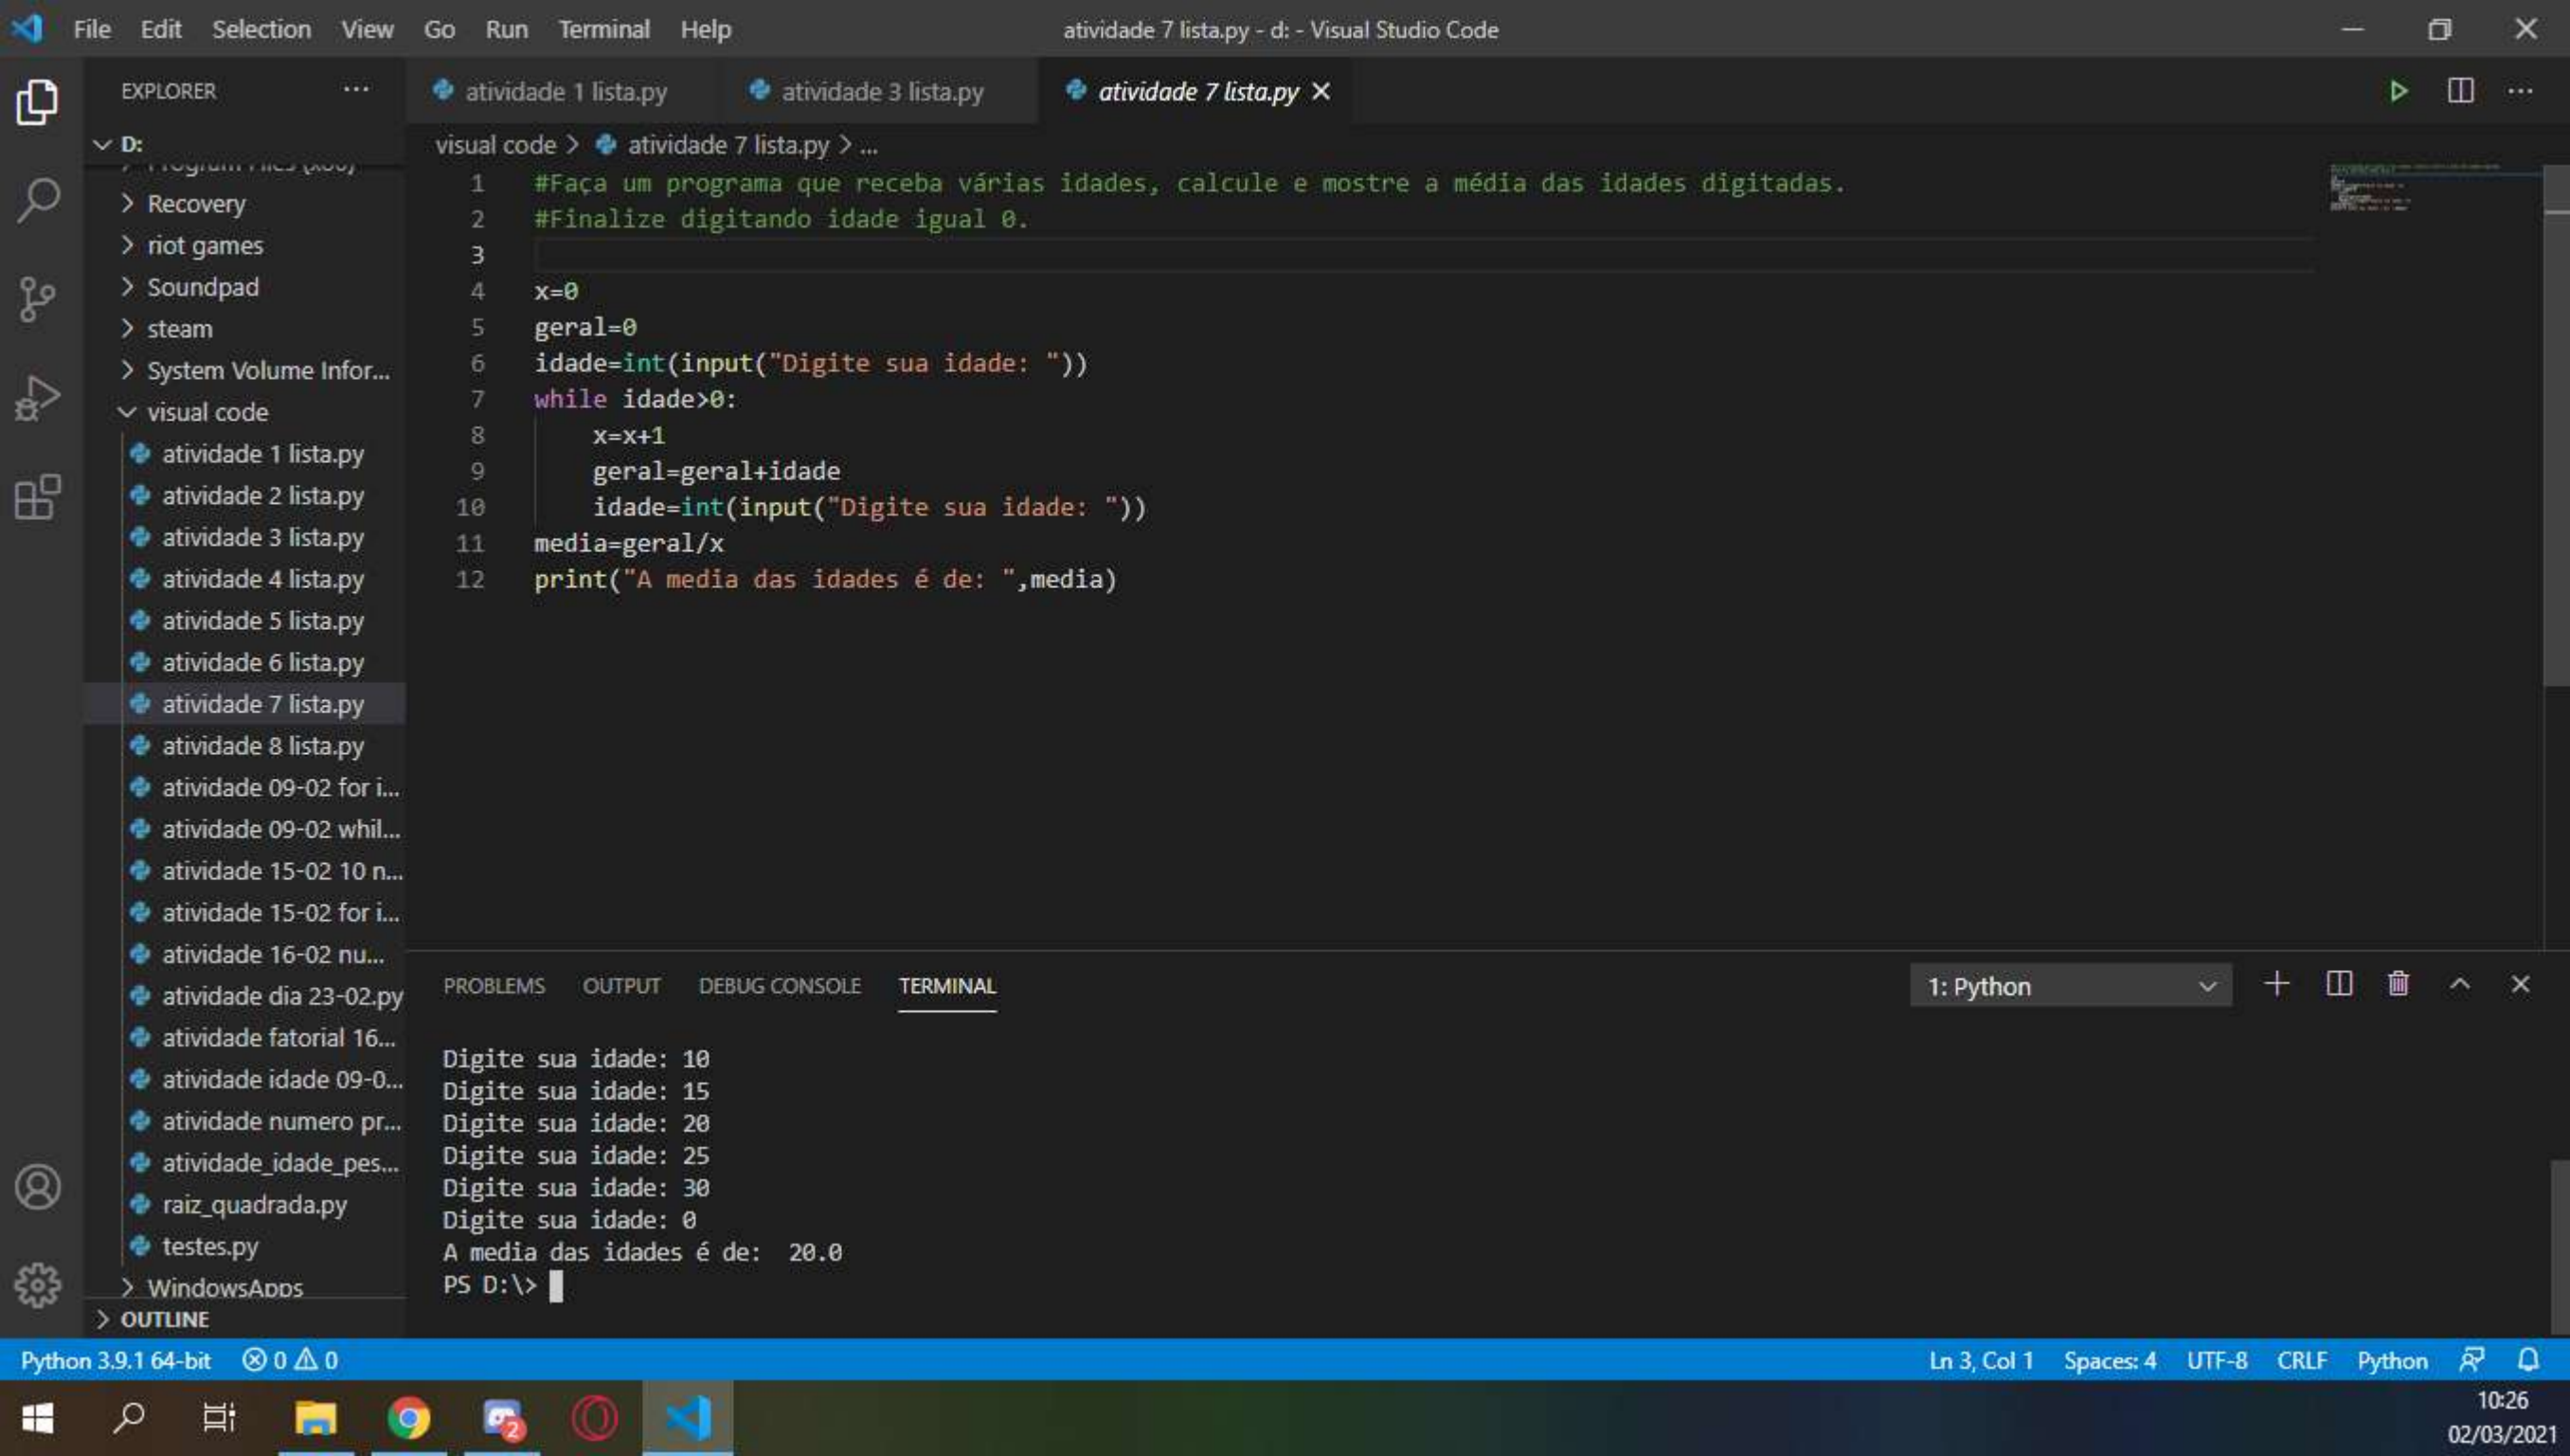 File Edit Selection View Go Run Terminal Help
atividade 7 lista.py - d: - Visual Studio Code
EXPLORER
atividade 1 lista.py
atividade 3 lista.py
atividade 7 lista.py
D:
visual code > atividade 7 lista.py > ...
Program Files (x86)
Recovery
riot games
Soundpad
steam
System Volume Infor...
visual code
atividade 1 lista.py
atividade 2 lista.py
atividade 3 lista.py
atividade 4 lista.py
atividade 5 lista.py
atividade 6 lista.py
atividade 7 lista.py
atividade 8 lista.py
atividade 09-02 for i...
atividade 09-02 whil...
atividade 15-02 10 n...
atividade 15-02 for i...
atividade 16-02 nu...
atividade dia 23-02.py
atividade fatorial 16...
atividade idade 09-0...
atividade numero pr...
atividade_idade_pes...
raiz_quadrada.py
testes.py
WindowsApps
OUTLINE
1 #Faça um programa que receba várias idades, calcule e mostre a média das idades digitadas.
2 #Finalize digitando idade igual 0.
3
4 x=0
5 geral=0
6 idade=int(input("Digite sua idade: "))
7 while idade>0:
8     x=x+1
9     geral=geral+idade
10     idade=int(input("Digite sua idade: "))
11 media=geral/x
12 print("A media das idades é de: ",media)
PROBLEMS OUTPUT DEBUG CONSOLE TERMINAL
1: Python
Digite sua idade: 10
Digite sua idade: 15
Digite sua idade: 20
Digite sua idade: 25
Digite sua idade: 30
Digite sua idade: 0
A media das idades é de:  20.0
PS D:\>
Python 3.9.1 64-bit 0 0
Ln 3, Col 1 Spaces: 4 UTF-8 CRLF Python
2
10:26
02/03/2021